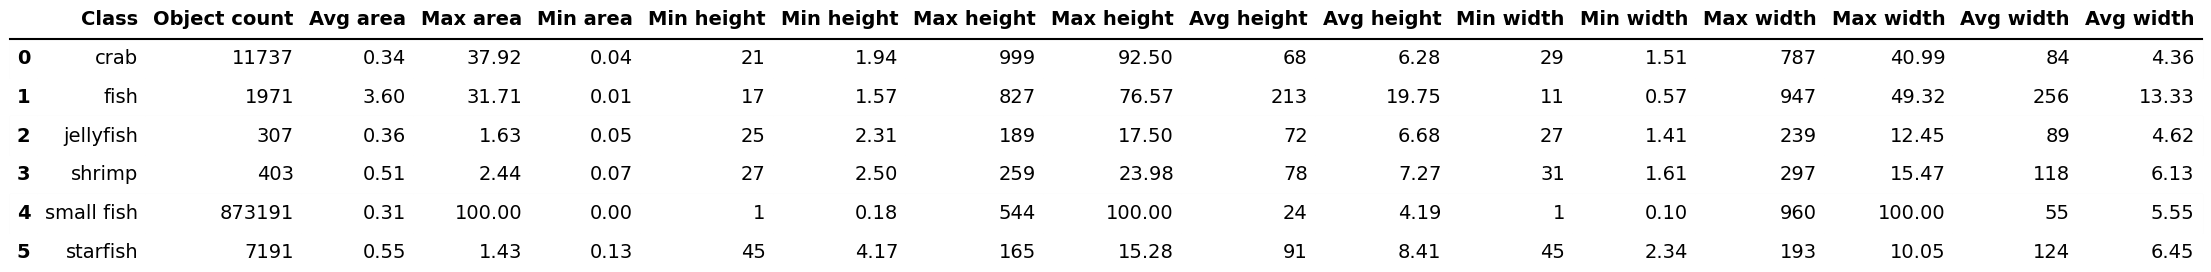 Class Object count Avg area Max area Min area Min height Min height Max height Max height Avg height Avg height Min width Min width Max width Max width Avg width Avg width
0 crab 11737 0.34 37.92 0.04 21 1.94 999 92.50 68 6.28 29 1.51 787 40.99 84 4.36
1 fish 1971 3.60 31.71 0.01 17 1.57 827 76.57 213 19.75 11 0.57 947 49.32 256 13.33
2 jellyfish 307 0.36 1.63 0.05 25 2.31 189 17.50 72 6.68 27 1.41 239 12.45 89 4.62
3 shrimp 403 0.51 2.44 0.07 27 2.50 259 23.98 78 7.27 31 1.61 297 15.47 118 6.13
4 small fish 873191 0.31 100.00 0.00 1 0.18 544 100.00 24 4.19 1 0.10 960 100.00 55 5.55
5 starfish 7191 0.55 1.43 0.13 45 4.17 165 15.28 91 8.41 45 2.34 193 10.05 124 6.45